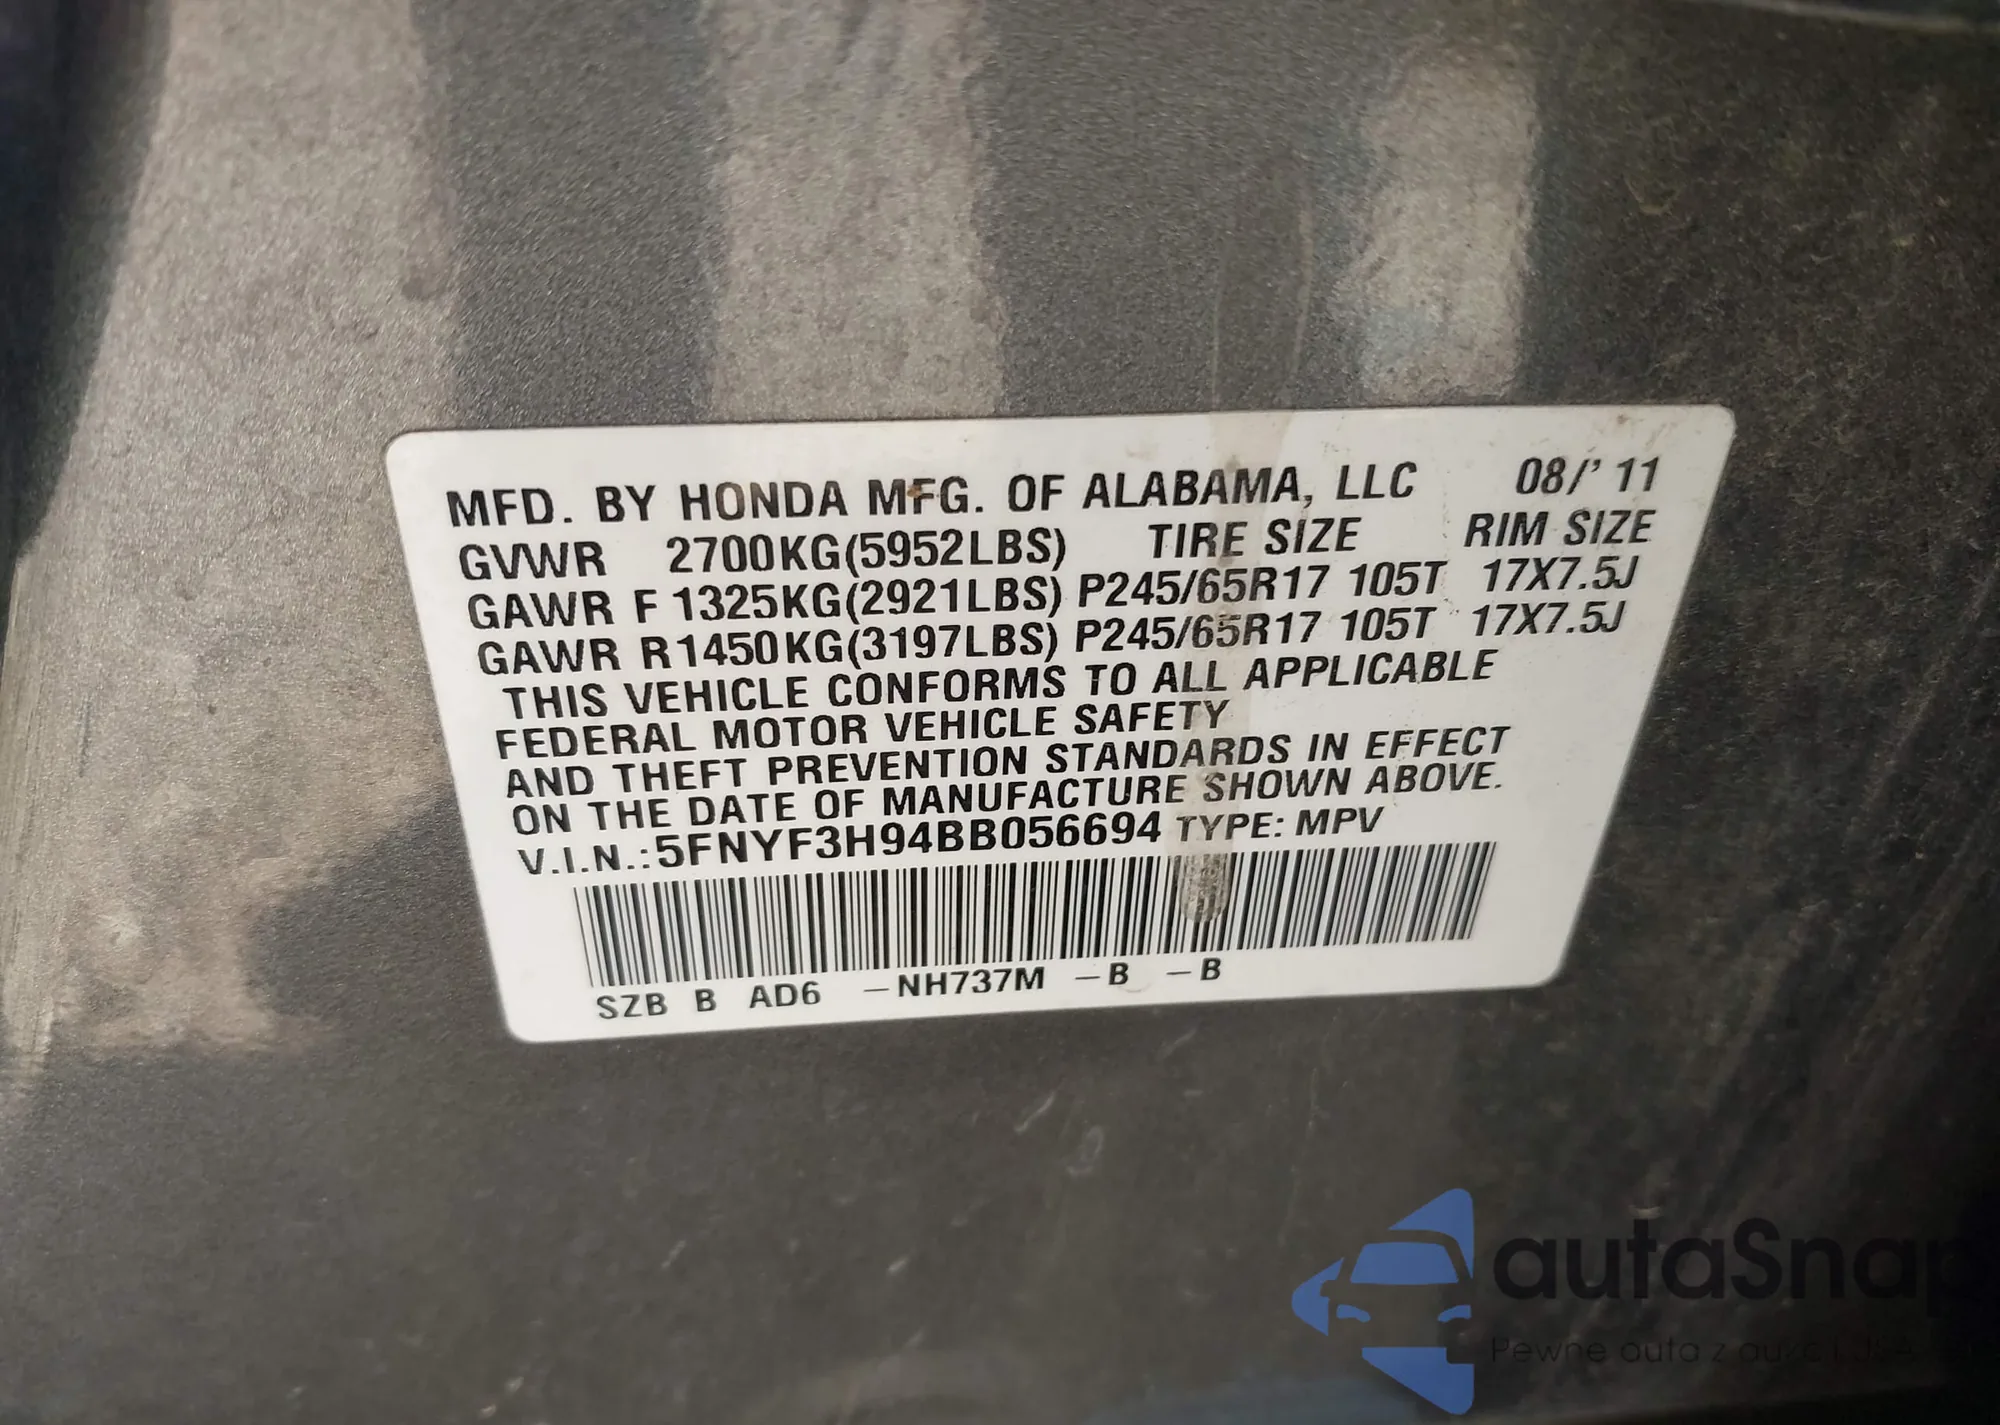 MFD. BY HONDA MFG. OF ALABAMA, LLC 08/'11
GVWR 2700KG(5952LBS) TIRE SIZE RIM SIZE
GAWR F 1325KG(2921LBS) P245/65R17 105T 17X7.5J
GAWR R 1450KG(3197LBS) P245/65R17 105T 17X7.5J
THIS VEHICLE CONFORMS TO ALL APPLICABLE
FEDERAL MOTOR VEHICLE SAFETY
AND THEFT PREVENTION STANDARDS IN EFFECT
ON THE DATE OF MANUFACTURE SHOWN ABOVE.
V.I.N.:5FNYF3H94BB056694 TYPE: MPV
SZB B AD6 -NH737M -B -B
autaSnap
Pewne auta z